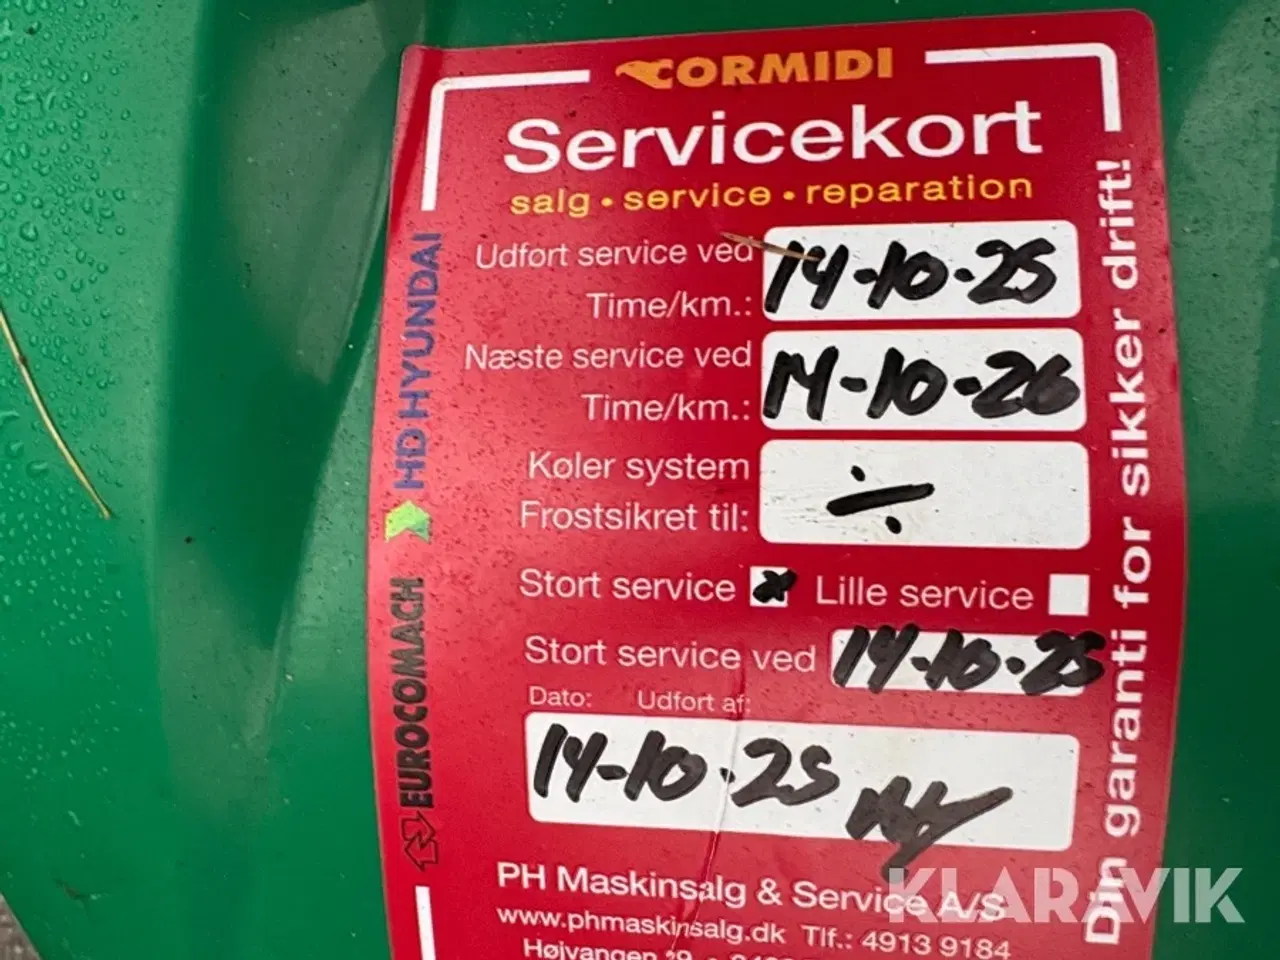 CORMIDI
Servicekort
salg • service • reparation
Udført service ved
Time/km.:
14-10-25
Næste service ved
Time/km.:
14-10-26
Køler system
Frostsikret til:
÷
Stort service x Lille service
Stort service ved 14-10-25
Dato: Udført af:
14-10-25
PH Maskinsalg & Service A/S
www.phmaskinsalg.dk Tlf.: 4913 9184
Højvangen
HD HYUNDAI
EUROCOMACH
Din garanti for sikker drift!
KLARAVIK